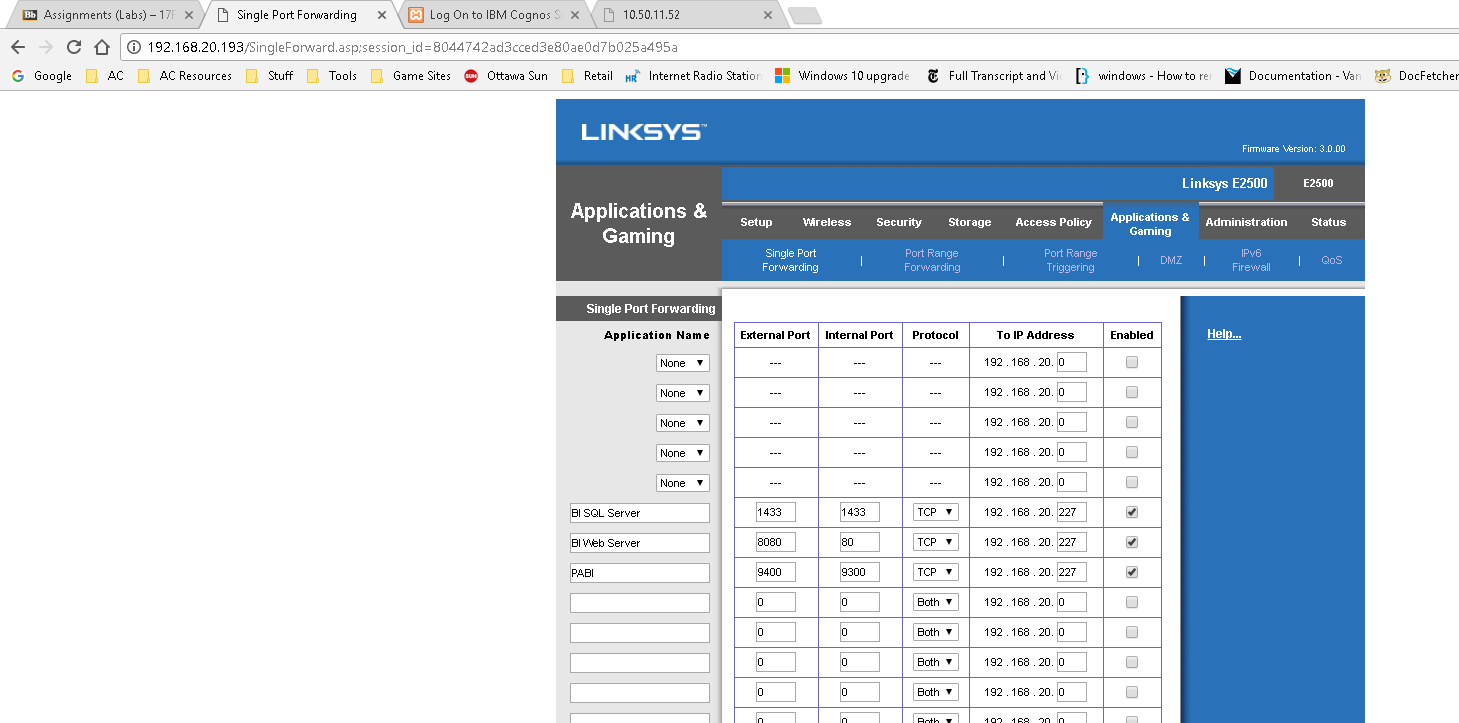 Assignments (Labs) – 17F
Single Port Forwarding
Log On to IBM Cognos S
10.50.11.52
192.168.20.193/SingleForward.asp;session_id=8044742ad3cced3e80ae0d7b025a495a
Google AC AC Resources Stuff Tools Game Sites Ottawa Sun Retail Internet Radio Station Windows 10 upgrade Full Transcript and Vi windows - How to re Documentation - Van DocFetcher
LINKSYS™
Firmware Version: 3.0.00
Linksys E2500 E2500
Applications & Gaming
Setup Wireless Security Storage Access Policy Applications & Gaming Administration Status
Single Port Forwarding | Port Range Forwarding | Port Range Triggering | DMZ | IPv6 Firewall | QoS
Single Port Forwarding
Help...
Application Name External Port Internal Port Protocol To IP Address Enabled
None --- --- --- 192 . 168 . 20. 0
None --- --- --- 192 . 168 . 20. 0
None --- --- --- 192 . 168 . 20. 0
None --- --- --- 192 . 168 . 20. 0
None --- --- --- 192 . 168 . 20. 0
BI SQL Server 1433 1433 TCP 192 . 168 . 20. 227
BI Web Server 8080 80 TCP 192 . 168 . 20. 227
PABI 9400 9300 TCP 192 . 168 . 20. 227
0 0 Both 192 . 168 . 20. 0
0 0 Both 192 . 168 . 20. 0
0 0 Both 192 . 168 . 20. 0
0 0 Both 192 . 168 . 20. 0
0 0 Both 192 . 168 . 20. 0